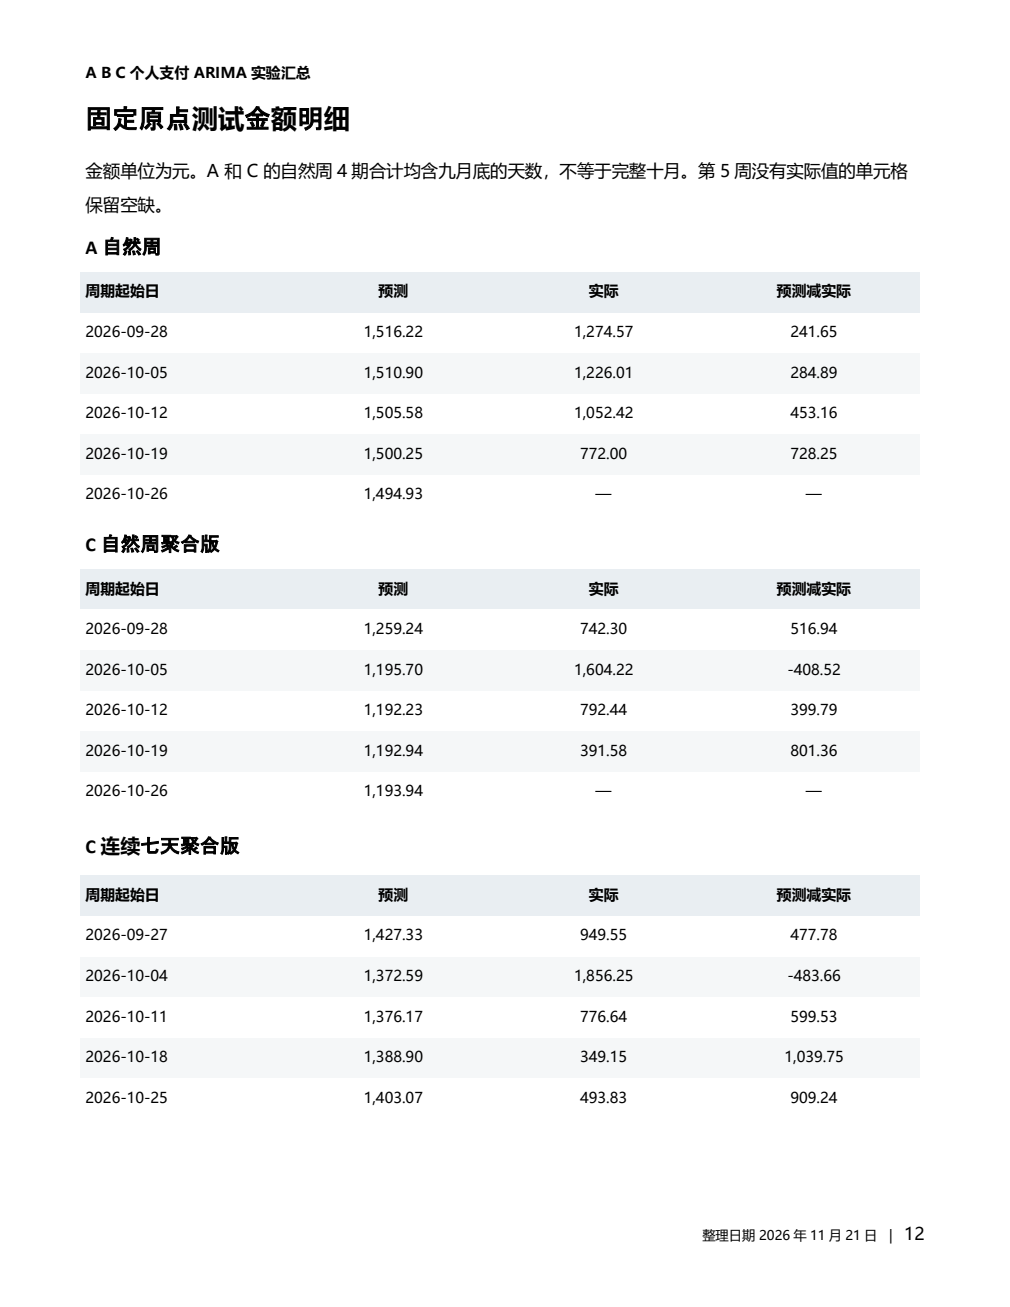 A B C 个人支付 ARIMA 实验汇总
固定原点测试金额明细
金额单位为元。A 和 C 的自然周 4 期合计均含九月底的天数，不等于完整十月。第 5 周没有实际值的单元格
保留空缺。
A 自然周
周期起始日 预测 实际 预测减实际
2026-09-28 1,516.22 1,274.57 241.65
2026-10-05 1,510.90 1,226.01 284.89
2026-10-12 1,505.58 1,052.42 453.16
2026-10-19 1,500.25 772.00 728.25
2026-10-26 1,494.93 — —
C 自然周聚合版
周期起始日 预测 实际 预测减实际
2026-09-28 1,259.24 742.30 516.94
2026-10-05 1,195.70 1,604.22 -408.52
2026-10-12 1,192.23 792.44 399.79
2026-10-19 1,192.94 391.58 801.36
2026-10-26 1,193.94 — —
C 连续七天聚合版
周期起始日 预测 实际 预测减实际
2026-09-27 1,427.33 949.55 477.78
2026-10-04 1,372.59 1,856.25 -483.66
2026-10-11 1,376.17 776.64 599.53
2026-10-18 1,388.90 349.15 1,039.75
2026-10-25 1,403.07 493.83 909.24
整理日期 2026 年 11 月 21 日 | 12